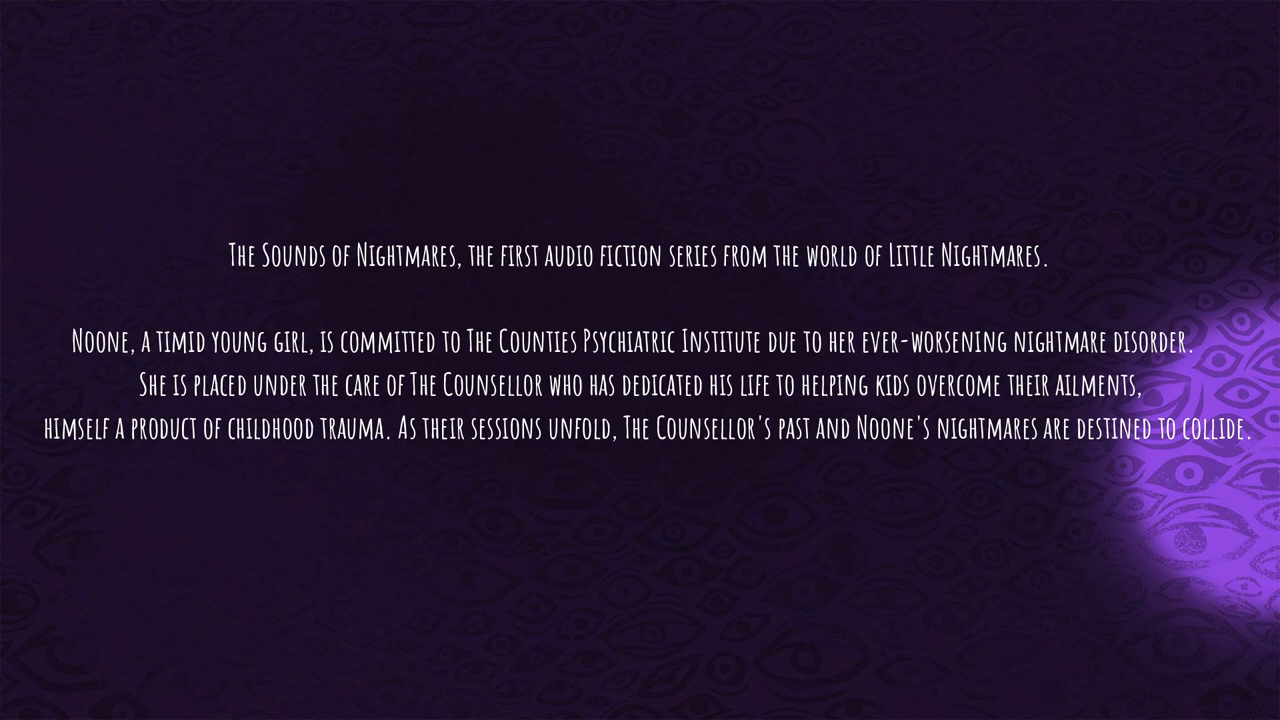 The Sounds of Nightmares, the first audio fiction series from the world of Little Nightmares.
Noone, a timid young girl, is committed to The Counties Psychiatric Institute due to her ever-worsening nightmare disorder.
She is placed under the care of The Counsellor who has dedicated his life to helping kids overcome their ailments,
himself a product of childhood trauma. As their sessions unfold, The Counsellor's past and Noone's nightmares are destined to collide.